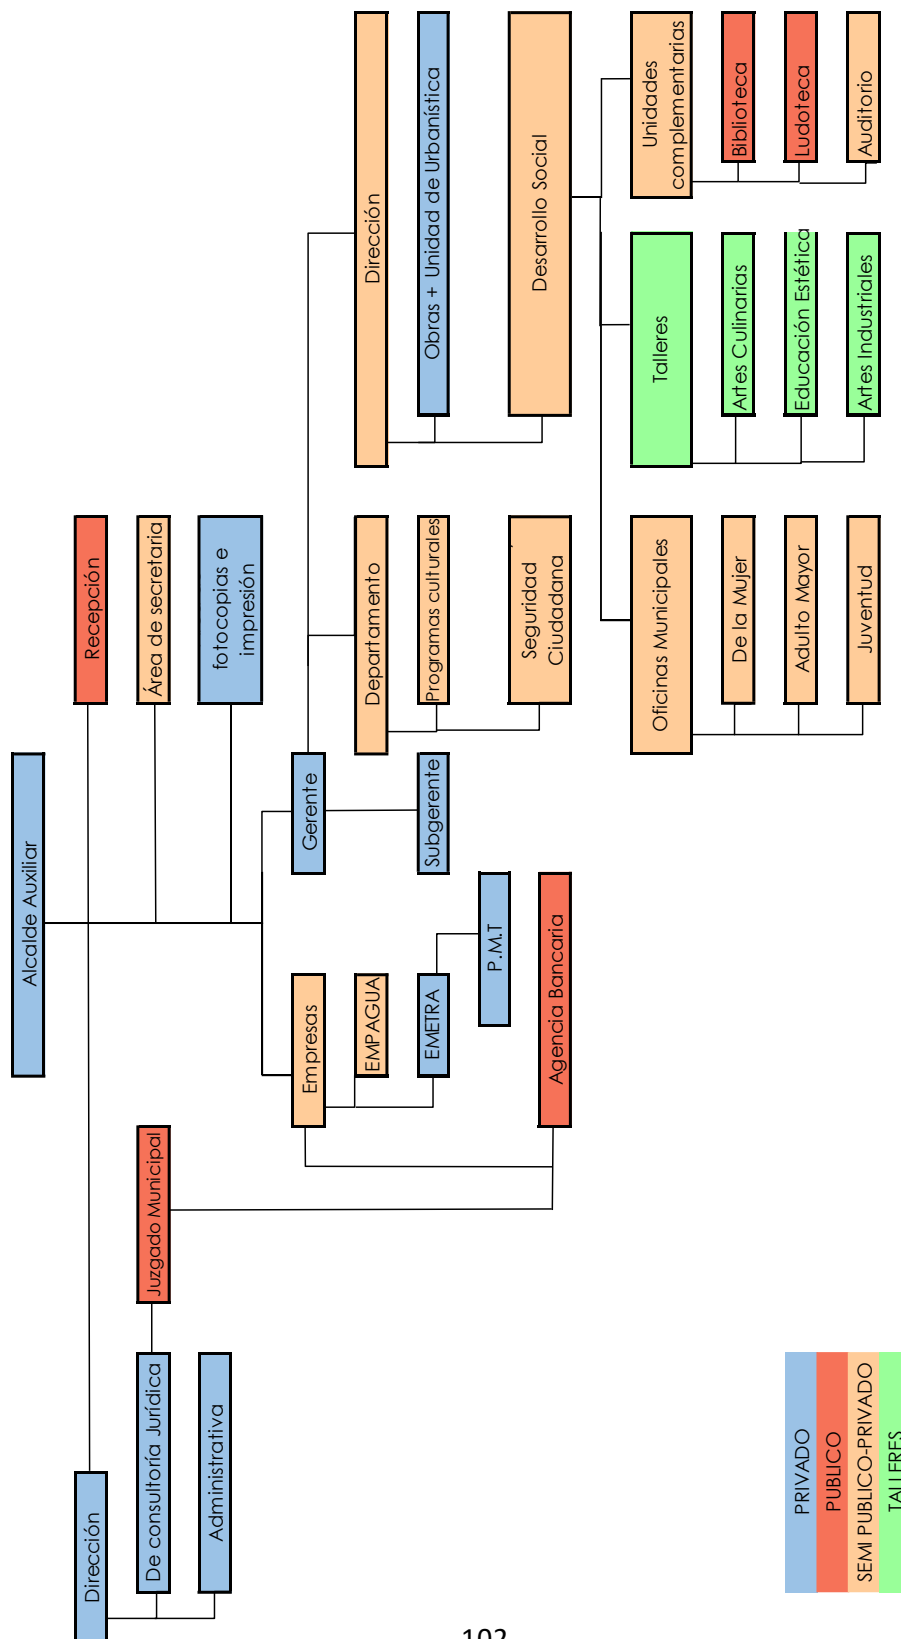 Alcalde Auxiliar
Dirección
Recepción
De consultoría Jurídica
Juzgado Municipal
Área de secretaria
Administrativa
fotocopias e
impresión
Empresas
Gerente
EMPAGUA
Departamento
Dirección
EMETRA
Subgerente
Programas culturales
Obras + Unidad de Urbanística
P.M.T
Agencia Bancaria
Seguridad
Ciudadana
Desarrollo Social
Oficinas Municipales
Talleres
Unidades
complementarias
De la Mujer
Artes Culinarias
Biblioteca
Adulto Mayor
Educación Estética
Ludoteca
Juventud
Artes Industriales
Auditorio
PRIVADO
PUBLICO
SEMI PUBLICO-PRIVADO
TALLERES
102